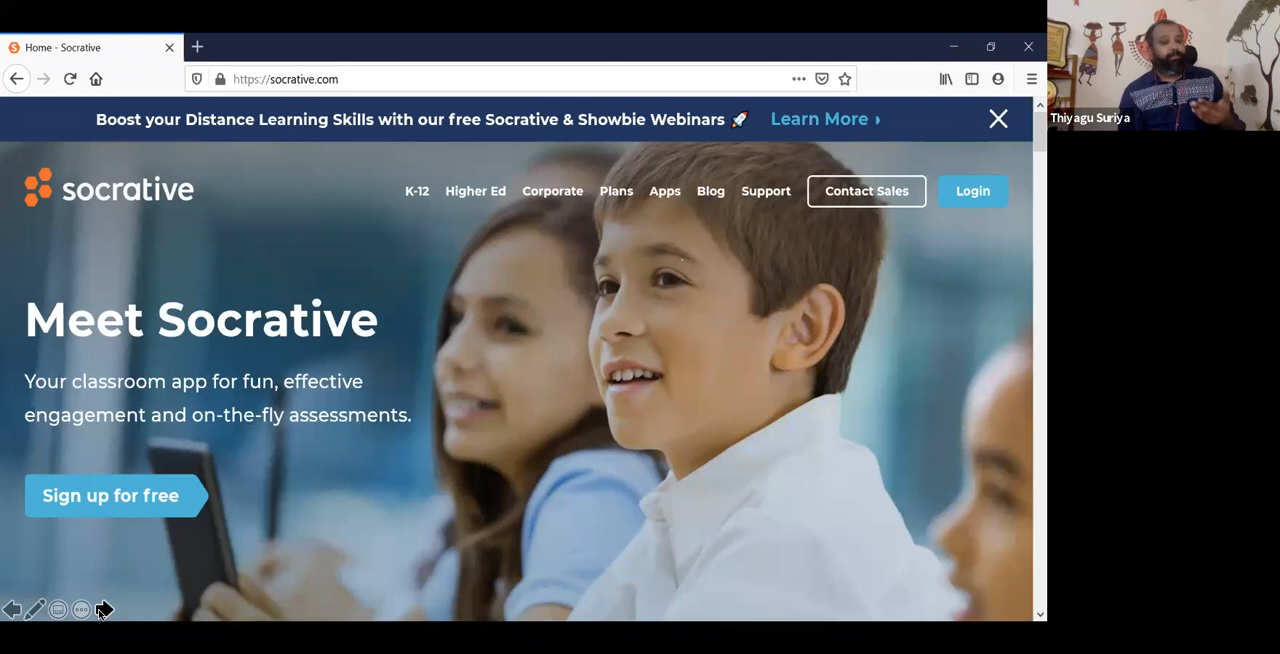 Home - Socrative
https://socrative.com
Boost your Distance Learning Skills with our free Socrative & Showbie Webinars 🚀 Learn More ›
Thiyagu Suriya
socrative
K-12 Higher Ed Corporate Plans Apps Blog Support Contact Sales Login
Meet Socrative
Your classroom app for fun, effective
engagement and on-the-fly assessments.
Sign up for free